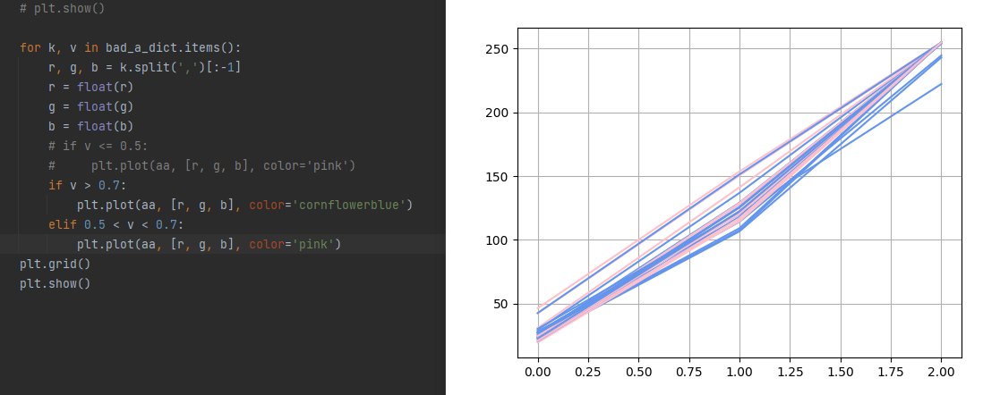 # plt.show()
for k, v in bad_a_dict.items():
    r, g, b = k.split(',')[:-1]
    r = float(r)
    g = float(g)
    b = float(b)
    # if v <= 0.5:
    #     plt.plot(aa, [r, g, b], color='pink')
    if v > 0.7:
        plt.plot(aa, [r, g, b], color='cornflowerblue')
    elif 0.5 < v < 0.7:
        plt.plot(aa, [r, g, b], color='pink')
plt.grid()
plt.show()
250
200
150
100
50
0.00 0.25 0.50 0.75 1.00 1.25 1.50 1.75 2.00